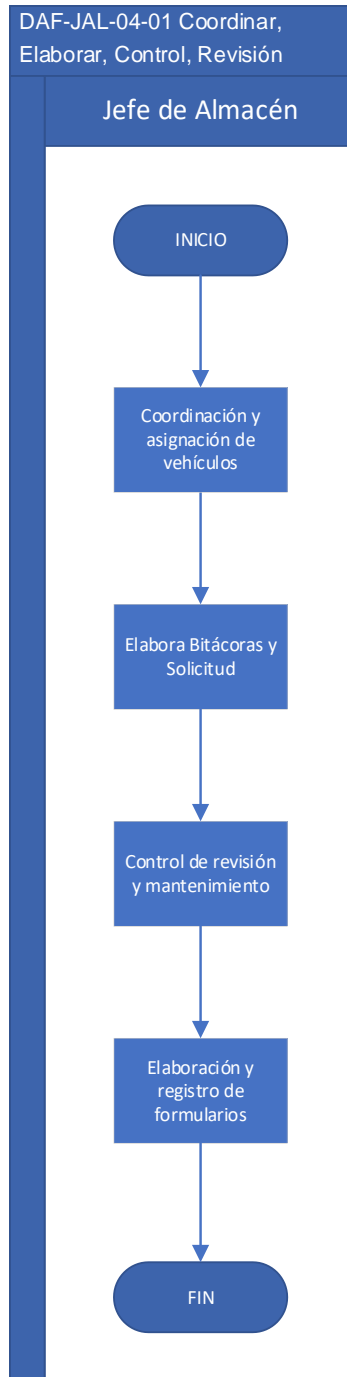 DAF-JAL-04-01 Coordinar,
Elaborar, Control, Revisión
Jefe de Almacén
INICIO
Coordinación y
asignación de
vehículos
Elabora Bitácoras y
Solicitud
Control de revisión
y mantenimiento
Elaboración y
registro de
formularios
FIN